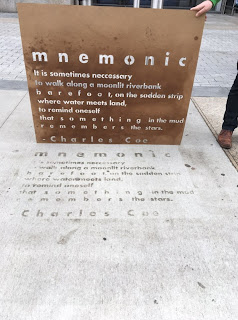 mnemonic
It is sometimes neccessary
to walk along a moonlit riverbank
barefoot, on the sodden strip
where water meets land,
to remind oneself
that something in the mud
remembers the stars.
-Charles Coe
mnemonic
It is sometimes neccessary
to walk along a moonlit riverbank
barefoot, on the sodden strip
where water meets land,
to remind oneself
that something in the mud
remembers the stars.
Charles Coe